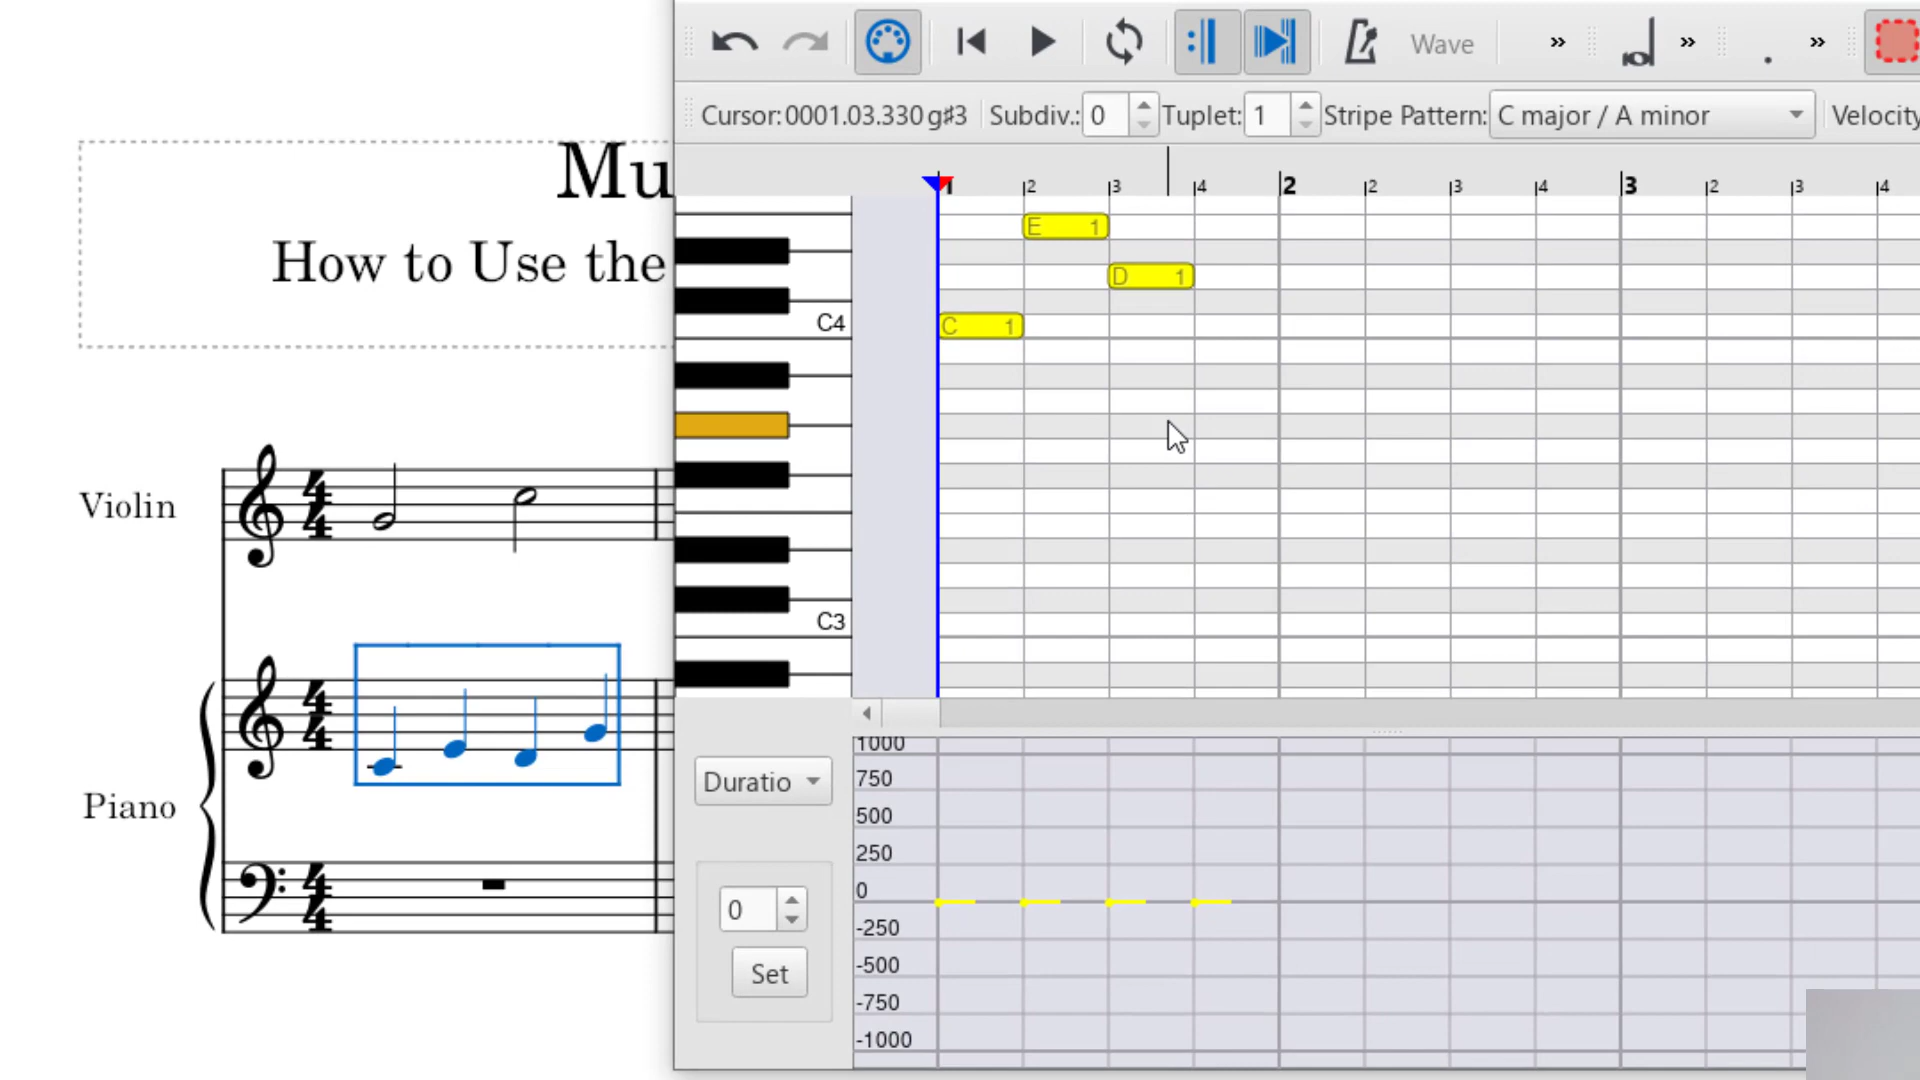 Mu
How to Use the
Violin
Piano
Wave
Cursor: 0001.03.330 g♯3 Subdiv.: 0 Tuplet: 1 Stripe Pattern: C major / A minor Velocity
1 2 3 4 2 2 3 4 3 2 3 4
E 1
D 1
C4
C 1
C3
Duratio
0
Set
1000
750
500
250
0
-250
-500
-750
-1000